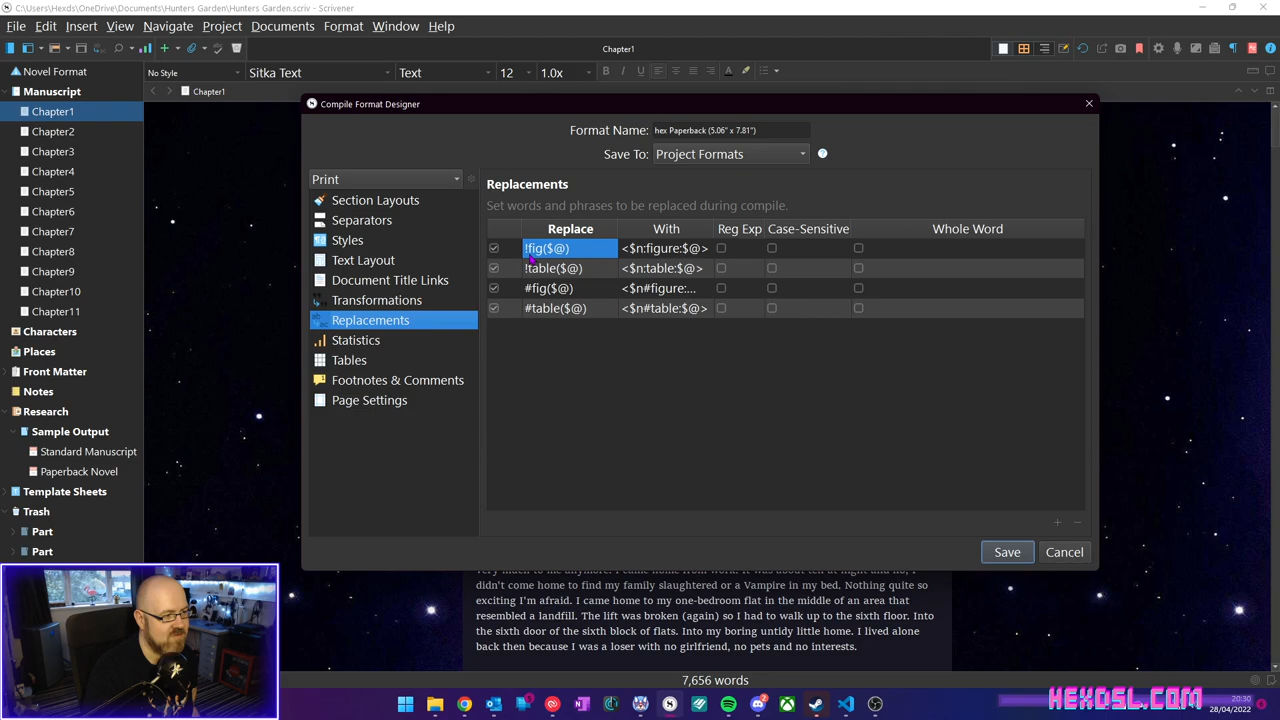 C:\Users\Hexds\OneDrive\Documents\Hunters Garden\Hunters Garden.scriv - Scrivener
File Edit Insert View Navigate Project Documents Format Window Help
Chapter1
No Style Sitka Text Text 12 1.0x B I U
Novel Format
Manuscript
Chapter1
Chapter2
Chapter3
Chapter4
Chapter5
Chapter6
Chapter7
Chapter8
Chapter9
Chapter10
Chapter11
Characters
Places
Front Matter
Notes
Research
Sample Output
Standard Manuscript
Paperback Novel
Template Sheets
Trash
Part
Part
Chapter1
Compile Format Designer
Format Name: hex Paperback (5.06" x 7.81")
Save To: Project Formats
Print
Section Layouts
Separators
Styles
Text Layout
Document Title Links
Transformations
Replacements
Statistics
Tables
Footnotes & Comments
Page Settings
Replacements
Set words and phrases to be replaced during compile.
Replace With Reg Exp Case-Sensitive Whole Word
!fig($@) <$n:figure:$@>
!table($@) <$n:table:$@>
#fig($@) <$n#figure:...
#table($@) <$n#table:$@>
Save Cancel
very much to me anymore. I came home from work. It was about ten at night and no, I
didn't come home to find my family slaughtered or a Vampire in my bed. Nothing quite so
exciting I'm afraid. I came home to my one-bedroom flat in the middle of an area that
resembled a landfill. The lift was broken (again) so I had to walk up to the sixth floor. Into
the sixth door of the sixth block of flats. Into my boring untidy little home. I lived alone
back then because I was a loser with no girlfriend, no pets and no interests.
7,656 words
HEXDSL.COM
20:30
28/04/2022